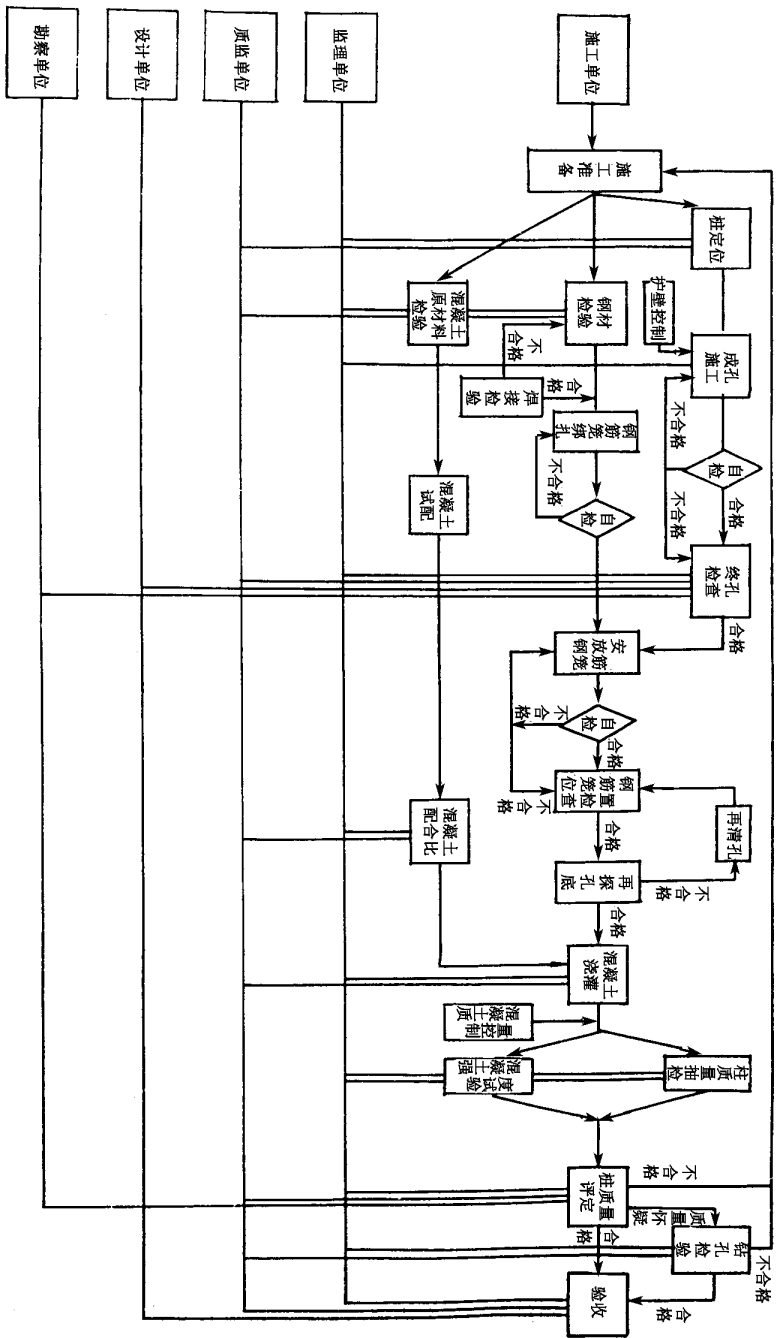 勘察单位
设计单位
质监单位
监理单位
施工单位
施工准备
桩定位
混凝土原材料检验
钢材检验
护壁控制
成孔施工
不合格
合格
焊接检验
不合格
钢筋笼绑扎
自检
合格
不合格
不合格
混凝土试配
自检
终孔检查
合格
安放钢筋笼
自检
不合格
合格
钢筋笼位置检查
不合格
合格
再清孔
不合格
再探孔底
合格
混凝土配合比
混凝土浇灌
混凝土质量控制
混凝土强度试验
柱质量抽检
桩质量评定
不合格
质量怀疑
合格
钻孔检验
不合格
合格
验收